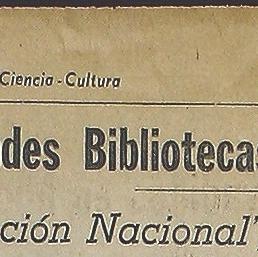 Ciencia - Cultura
des Bibliotecas
ción Nacional"